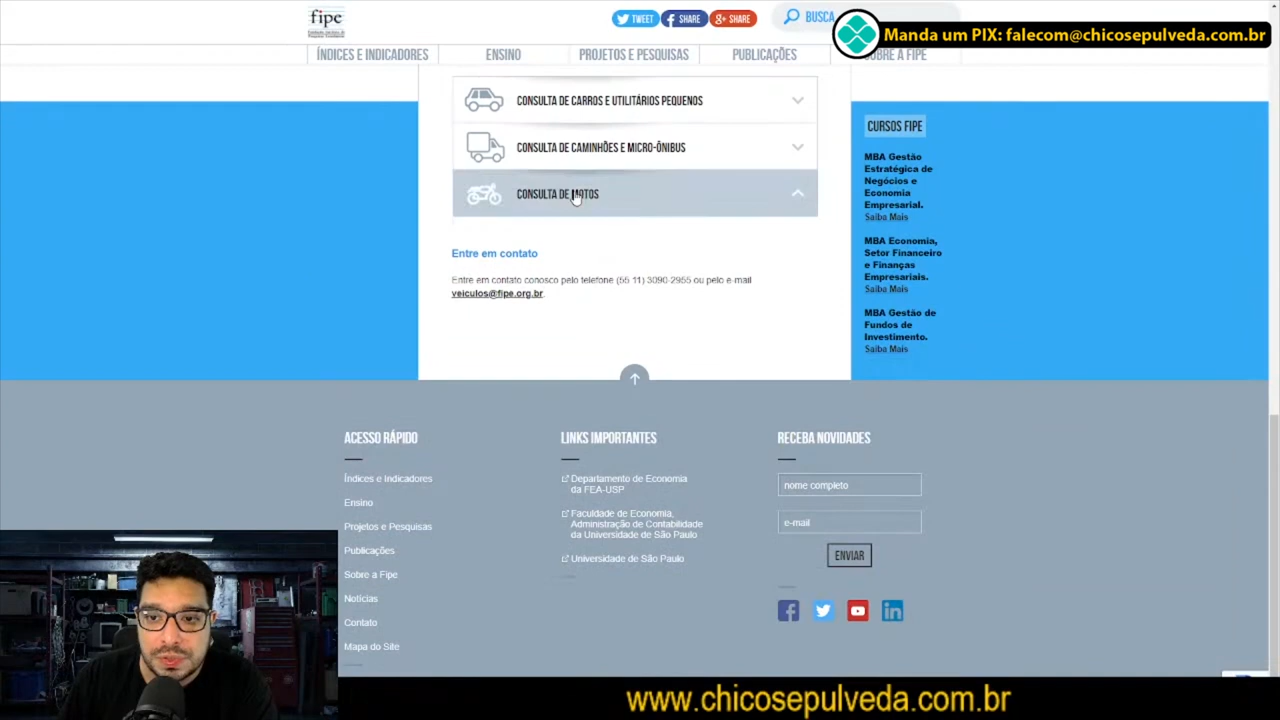 fipe
TWEET
SHARE
SHARE
BUSCA
Manda um PIX: falecom@chicosepulveda.com.br
ÍNDICES E INDICADORES
ENSINO
PROJETOS E PESQUISAS
PUBLICAÇÕES
SOBRE A FIPE
CONSULTA DE CARROS E UTILITÁRIOS PEQUENOS
CONSULTA DE CAMINHÕES E MICRO-ÔNIBUS
CONSULTA DE MOTOS
Entre em contato
Entre em contato conosco pelo telefone (55 11) 3090-2955 ou pelo e-mail
veiculos@fipe.org.br.
CURSOS FIPE
MBA Gestão
Estratégica de
Negócios e
Economia
Empresarial.
Saiba Mais
MBA Economia,
Setor Financeiro
e Finanças
Empresariais.
Saiba Mais
MBA Gestão de
Fundos de
Investimento.
Saiba Mais
ACESSO RÁPIDO
Índices e Indicadores
Ensino
Projetos e Pesquisas
Publicações
Sobre a Fipe
Notícias
Contato
Mapa do Site
LINKS IMPORTANTES
Departamento de Economia
da FEA-USP
Faculdade de Economia,
Administração de Contabilidade
da Universidade de São Paulo
Universidade de São Paulo
RECEBA NOVIDADES
nome completo
e-mail
ENVIAR
www.chicosepulveda.com.br